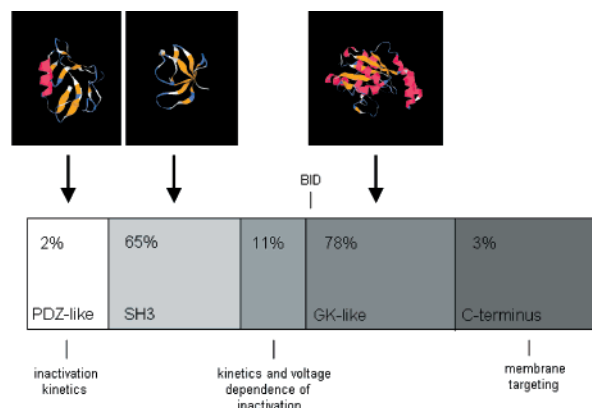 BID
2% 65% 11% 78% 3%
PDZ-like SH3 GK-like C-terminus
inactivation
kinetics
kinetics and voltage
dependence of
inactivation
membrane
targeting